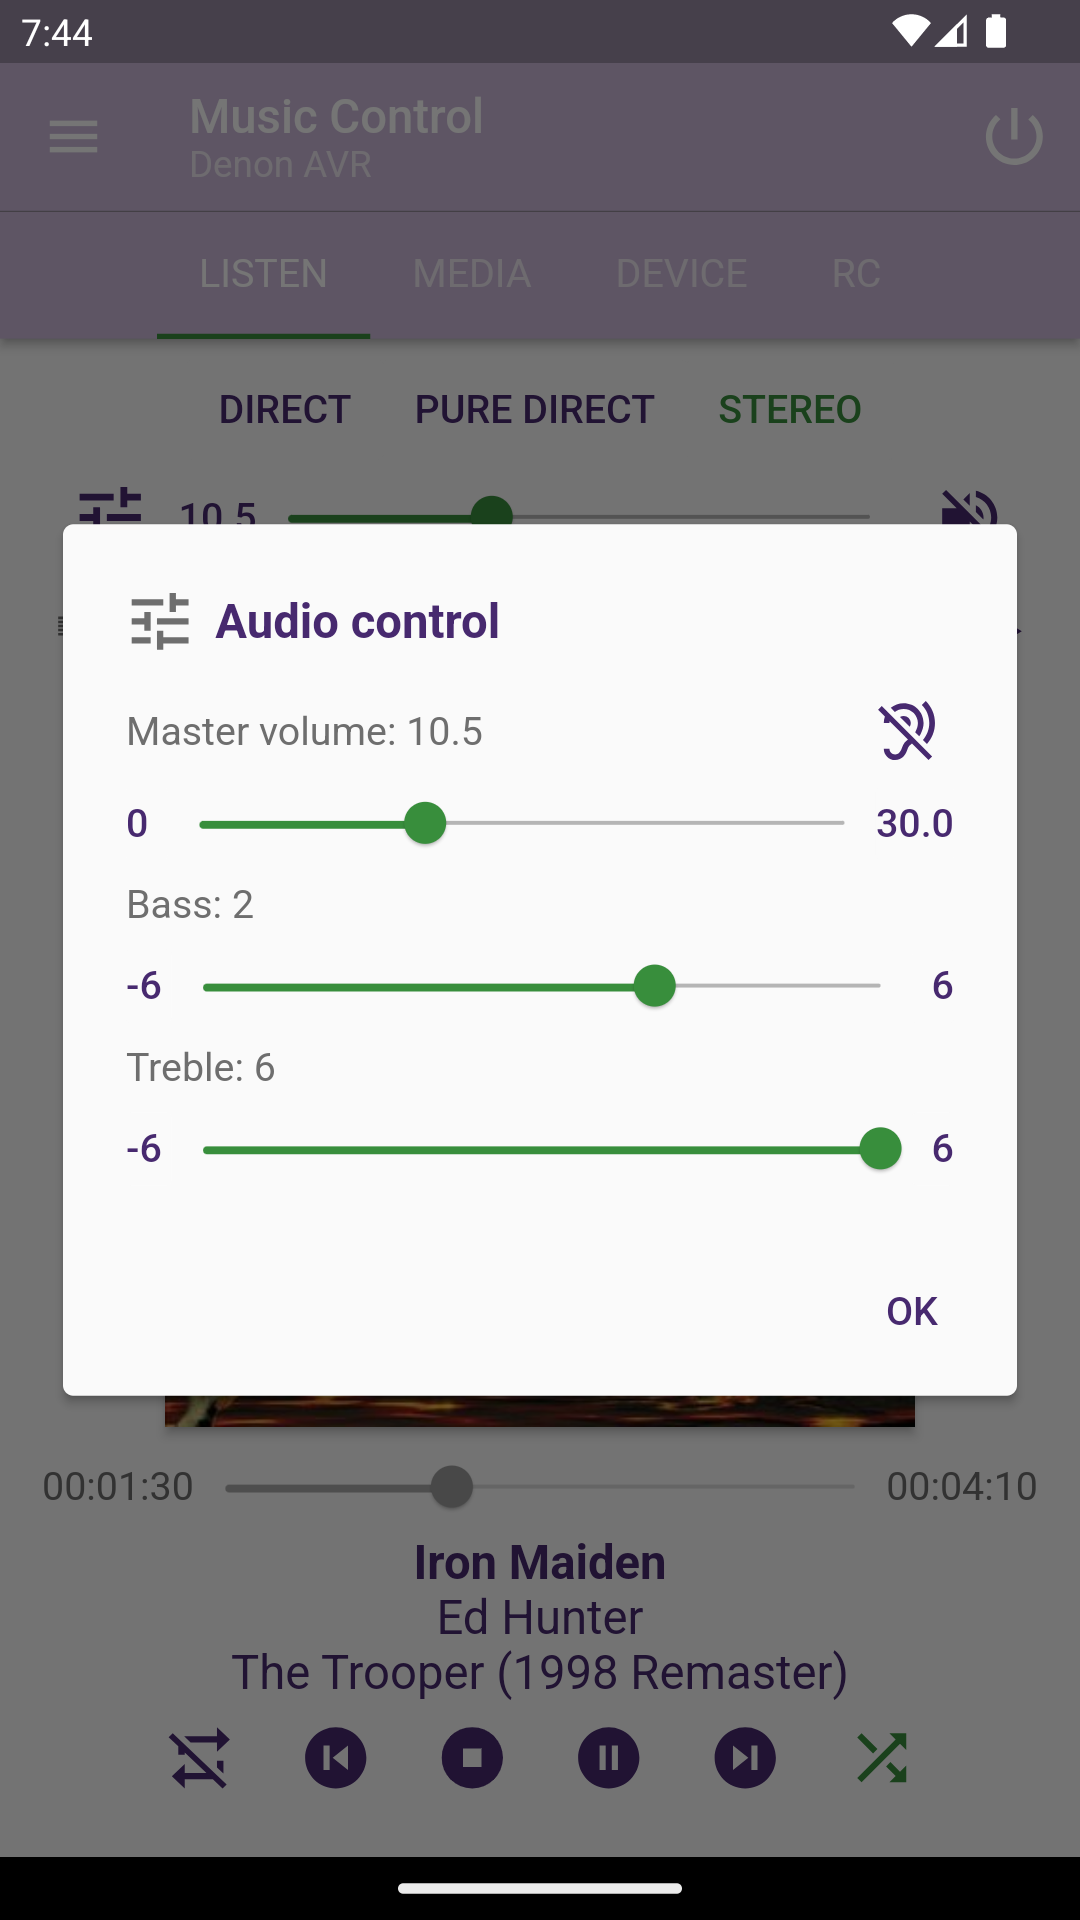 7:44
Music Control
Denon AVR
LISTEN MEDIA DEVICE RC
DIRECT PURE DIRECT STEREO
10.5
Audio control
Master volume: 10.5
0 30.0
Bass: 2
-6 6
Treble: 6
-6 6
OK
00:01:30 00:04:10
Iron Maiden
Ed Hunter
The Trooper (1998 Remaster)